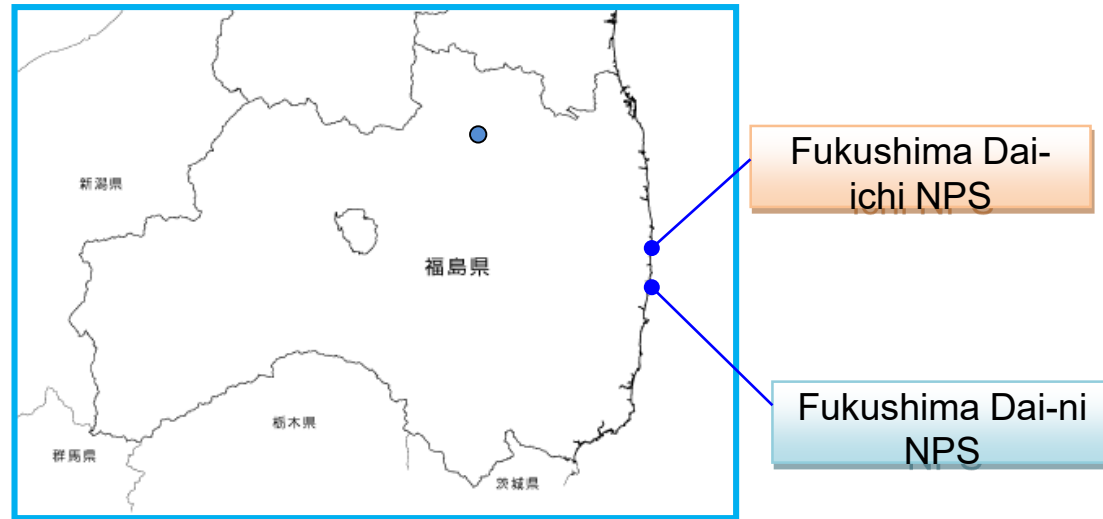 Fukushima Dai-
ichi NPS
新潟県
福島県
Fukushima Dai-ni
NPS
栃木県
群馬県
茨城県